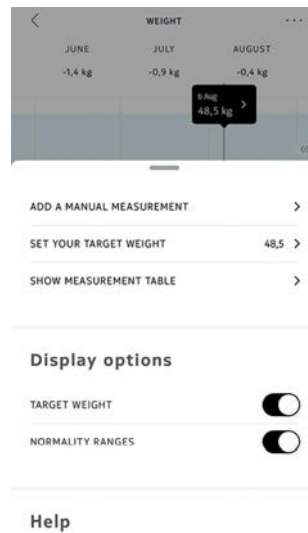 WEIGHT
JUNE JULY AUGUST
-1,4 kg -0,9 kg -0,4 kg
6 Aug
48,5 kg
ADD A MANUAL MEASUREMENT
SET YOUR TARGET WEIGHT 48,5
SHOW MEASUREMENT TABLE
Display options
TARGET WEIGHT
NORMALITY RANGES
Help